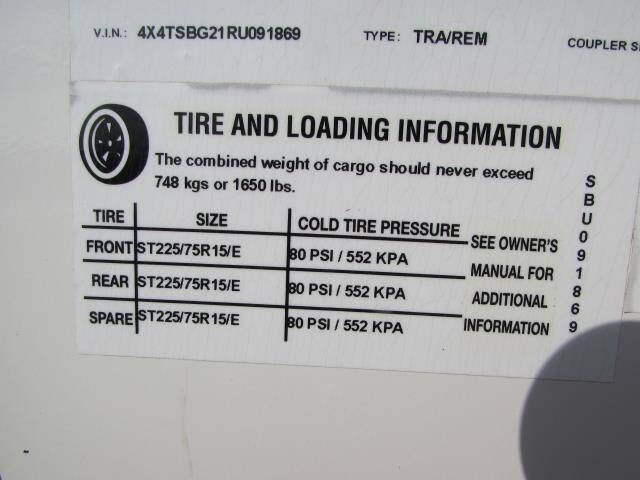 V.I.N.: 4X4TSBG21RU091869 TYPE: TRA/REM COUPLER
TIRE AND LOADING INFORMATION
The combined weight of cargo should never exceed
748 kgs or 1650 lbs.
TIRE SIZE COLD TIRE PRESSURE
FRONT ST225/75R15/E 80 PSI / 552 KPA
REAR ST225/75R15/E 80 PSI / 552 KPA
SPARE ST225/75R15/E 80 PSI / 552 KPA
SEE OWNER'S
MANUAL FOR
ADDITIONAL
INFORMATION
SBU091869